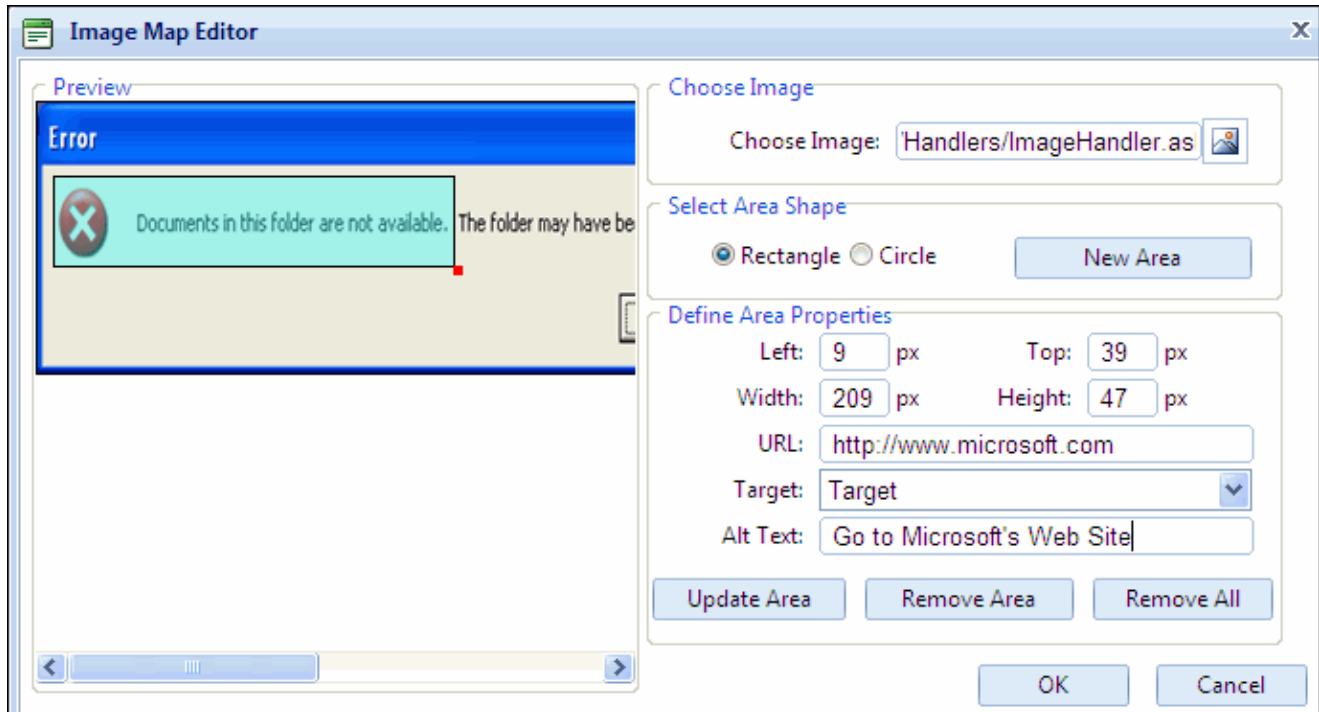 Image Map Editor
Preview
Error
Documents in this folder are not available. The folder may have be
Choose Image
Choose Image: 'Handlers/ImageHandler.as
Select Area Shape
Rectangle Circle New Area
Define Area Properties
Left: 9 px Top: 39 px
Width: 209 px Height: 47 px
URL: http://www.microsoft.com
Target: Target
Alt Text: Go to Microsoft's Web Site
Update Area Remove Area Remove All
OK Cancel